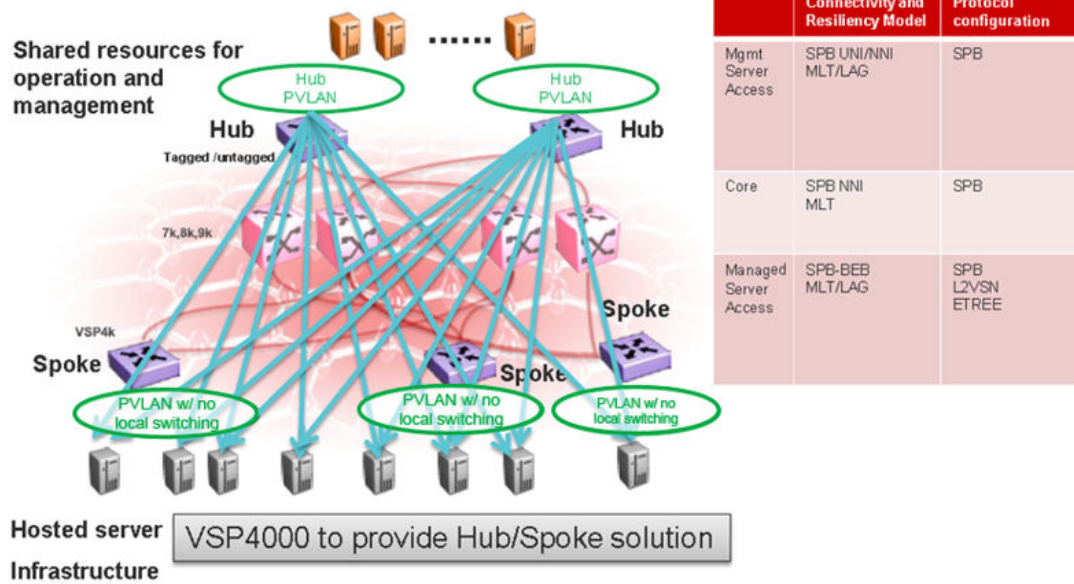 Shared resources for
operation and
management
......
Hub
PVLAN
Hub
PVLAN
Hub
Hub
Tagged /untagged
7k,8k,9k
VSP4k
Spoke
Spoke
Spoke
PVLAN w/ no
local switching
PVLAN w/ no
local switching
PVLAN w/ no
local switching
Hosted server
Infrastructure
VSP4000 to provide Hub/Spoke solution
Connectivity and
Resiliency Model
Protocol
configuration
Mgmt
Server
Access
SPB UNI/NNI
MLT/LAG
SPB
Core
SPB NNI
MLT
SPB
Managed
Server
Access
SPB-BEB
MLT/LAG
SPB
L2VSN
ETREE